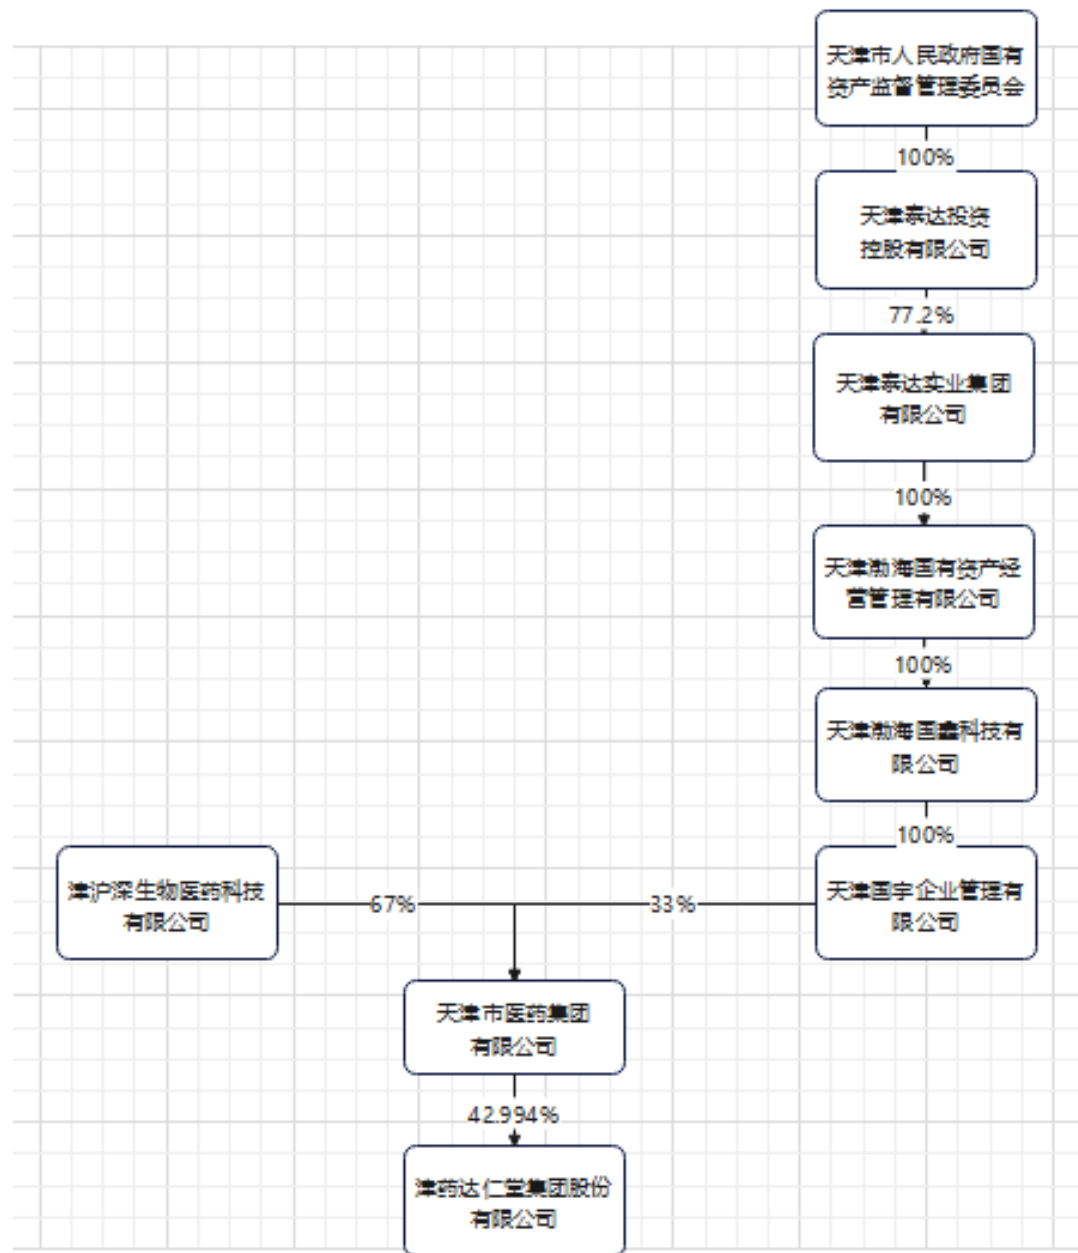 天津市人民政府国有
资产监督管理委员会
100%
天津泰达投资
控股有限公司
77.2%
天津泰达实业集团
有限公司
100%
天津渤海国有资产经
营管理有限公司
100%
天津渤海国鑫科技有
限公司
100%
津沪深生物医药科技
有限公司
67%
33%
天津国宇企业管理有
限公司
天津市医药集团
有限公司
42.994%
津药达仁堂集团股份
有限公司